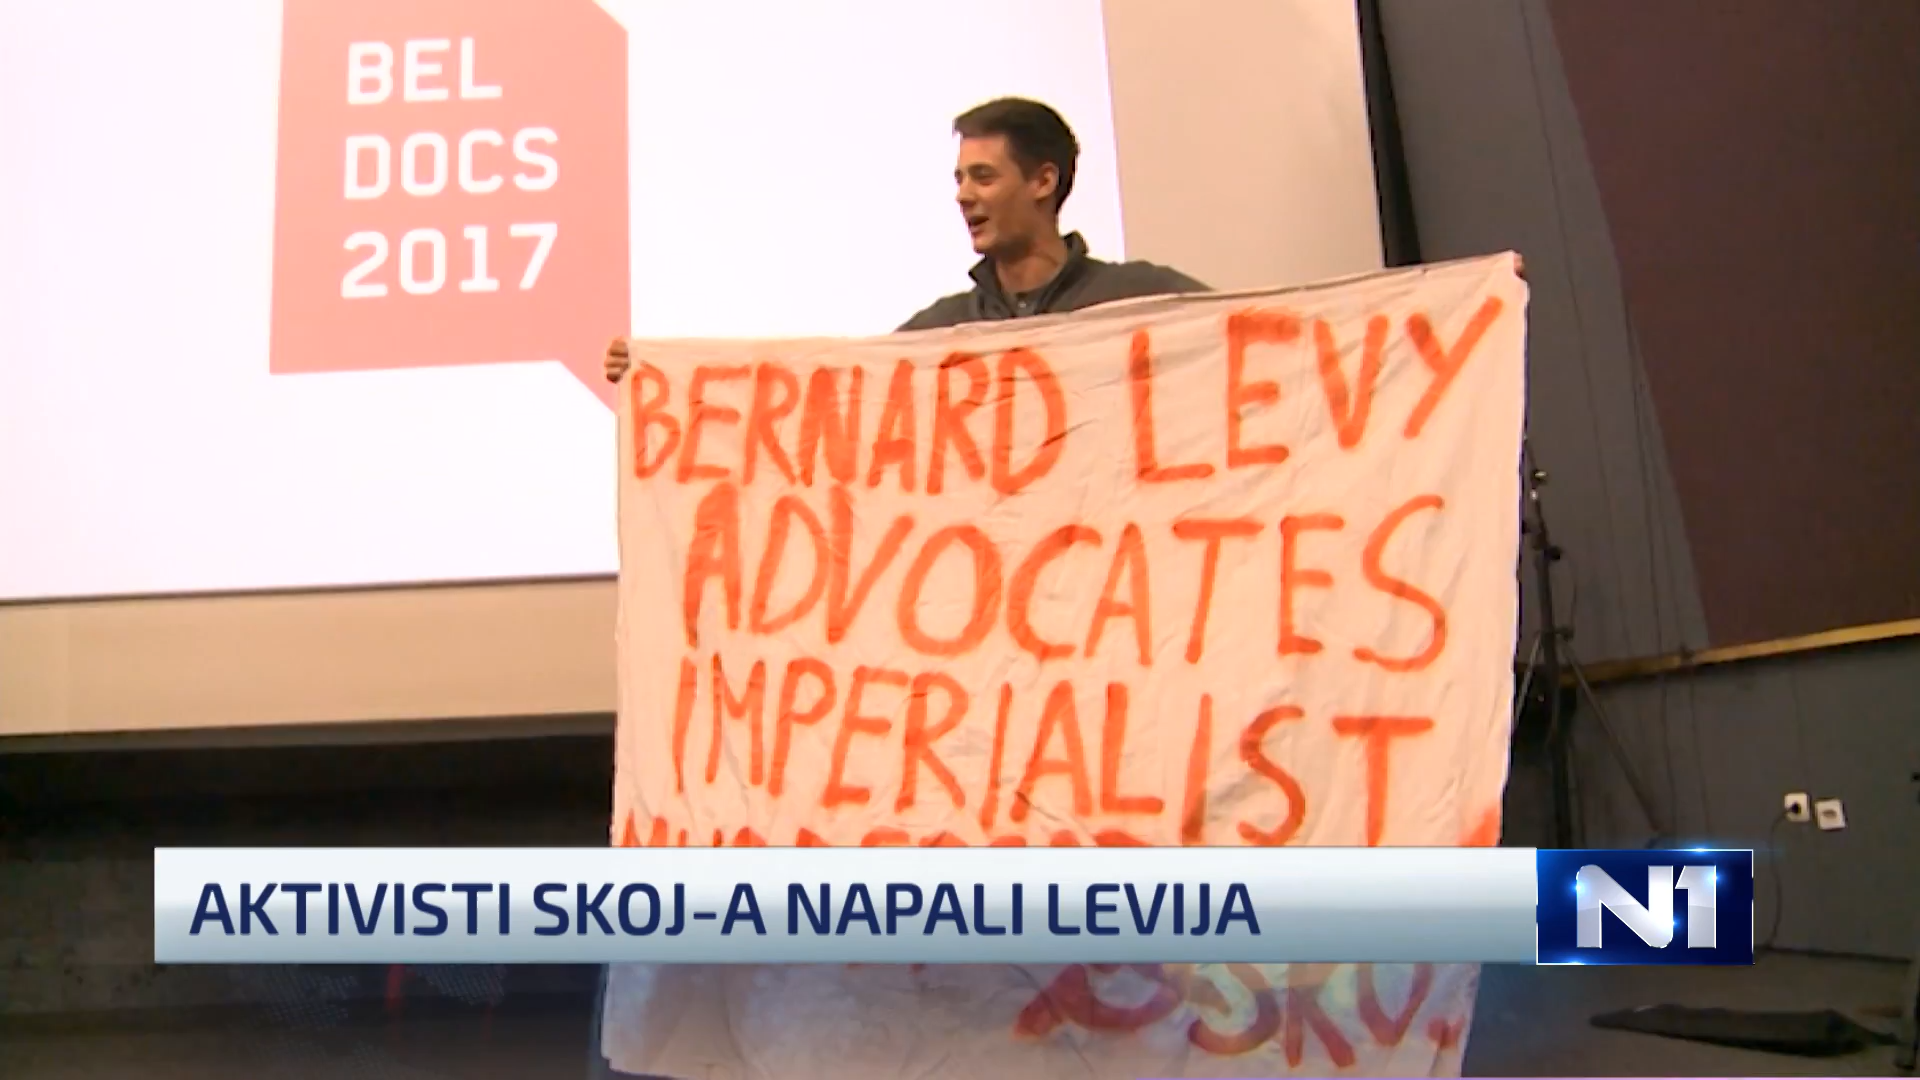 BEL
DOCS
2017
BERNARD LEVY
ADVOCATES
IMPERIALIST
AKTIVISTI SKOJ-A NAPALI LEVIJA
N1